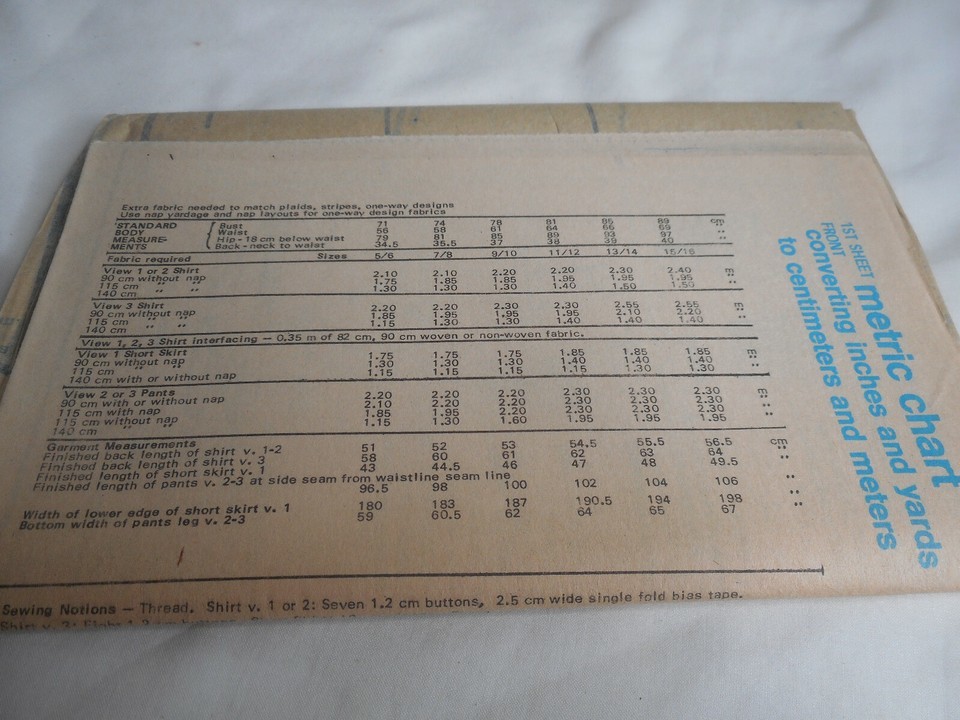 Extra fabric needed to match plaids, stripes, one-way designs
Use nap yardage and nap layouts for one-way design fabrics
STANDARD BODY MEASURE- MENTS
Bust 71 74 78 81 85 89 cm
Waist 56 58 61 64 66 69 "
Hip - 18 cm below waist 79 81 85 89 93 97 "
Back - neck to waist 34.5 35.5 37 38 39 40 "
Fabric required Sizes 5/6 7/8 9/10 11/12 13/14 15/16
View 1 or 2 Shirt
90 cm without nap 2.10 2.10 2.20 2.20 2.30 2.40 m
115 cm " " 1.75 1.85 1.85 1.95 1.95 1.95 "
140 cm " " 1.30 1.30 1.30 1.40 1.50 1.50 "
View 3 Shirt
90 cm without nap 2.20 2.20 2.30 2.30 2.55 2.55 m
115 cm " " 1.85 1.95 1.95 1.95 2.10 2.20 "
140 cm 1.15 1.30 1.30 1.40 1.40 1.40 "
View 1, 2, 3 Shirt interfacing — 0.35 m of 82 cm, 90 cm woven or non-woven fabric.
View 1 Short Skirt
90 cm without nap 1.75 1.75 1.75 1.85 1.85 1.85 m
115 cm " " 1.30 1.30 1.30 1.40 1.40 1.40 "
140 cm with or without nap 1.15 1.15 1.15 1.15 1.30 1.30 "
View 2 or 3 Pants
90 cm with or without nap 2.20 2.20 2.20 2.30 2.30 2.30 m
115 cm with nap 2.10 2.20 2.20 2.30 2.30 2.30 "
115 cm without nap 1.85 1.95 2.20 2.30 2.30 2.30 "
140 cm " 1.15 1.30 1.60 1.95 1.95 1.95 "
Garment Measurements
Finished back length of shirt v. 1-2 51 52 53 54.5 55.5 56.5 cm
Finished back length of shirt v. 3 58 60 61 62 63 64 "
Finished length of short skirt v. 1 43 44.5 46 47 48 49.5 "
Finished length of pants v. 2-3 at side seam from waistline seam line
96.5 98 100 102 104 106 "
Width of lower edge of short skirt v. 1 180 183 187 190.5 194 198 "
Bottom width of pants leg v. 2-3 59 60.5 62 64 65 67 "
Sewing Notions — Thread. Shirt v. 1 or 2: Seven 1.2 cm buttons, 2.5 cm wide single fold bias tape.
1ST SHEET
FRONT
metric chart
converting inches and yards
to centimeters and meters